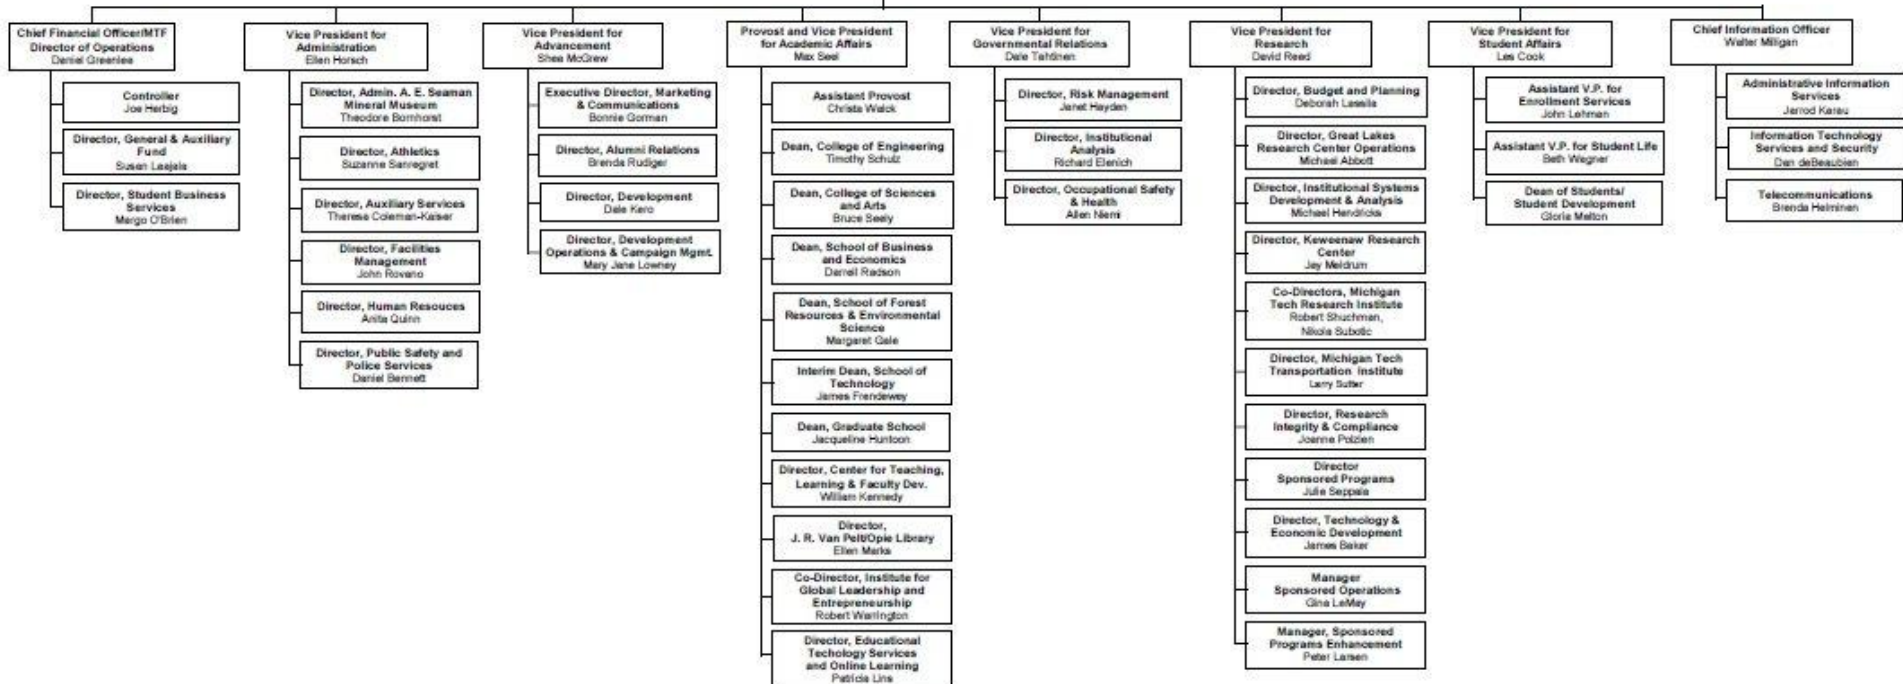 Chief Financial Officer/MTF
Director of Operations
Daniel Greenlee
Controller
Joe Herbig
Director, General & Auxiliary
Fund
Susan Laajala
Director, Student Business
Services
Margo O'Brien
Vice President for
Administration
Ellen Horsch
Director, Admin. A. E. Seaman
Mineral Museum
Theodore Bornhorst
Director, Athletics
Suzanne Sanregret
Director, Auxiliary Services
Theresa Coleman-Kaiser
Director, Facilities
Management
John Rovano
Director, Human Resouces
Anita Quinn
Director, Public Safety and
Police Services
Daniel Bennett
Vice President for
Advancement
Shea McGrew
Executive Director, Marketing
& Communications
Bonnie Gorman
Director, Alumni Relations
Brenda Rudiger
Director, Development
Dale Kero
Director, Development
Operations & Campaign Mgmt.
Mary Jane Lowney
Provost and Vice President
for Academic Affairs
Max Seel
Assistant Provost
Christa Walck
Dean, College of Engineering
Timothy Schulz
Dean, College of Sciences
and Arts
Bruce Seely
Dean, School of Business
and Economics
Darrell Radson
Dean, School of Forest
Resources & Environmental
Science
Margaret Gale
Interim Dean, School of
Technology
James Frendewey
Dean, Graduate School
Jacqueline Huntoon
Director, Center for Teaching,
Learning & Faculty Dev.
William Kennedy
Director,
J. R. Van Pelt/Opie Library
Ellen Marks
Co-Director, Institute for
Global Leadership and
Entrepreneurship
Robert Warrington
Director, Educational
Techology Services
and Online Learning
Patricia Lins
Vice President for
Governmental Relations
Dale Tahtinen
Director, Risk Management
Janet Hayden
Director, Institutional
Analysis
Richard Elenich
Director, Occupational Safety
& Health
Allen Niemi
Vice President for
Research
David Reed
Director, Budget and Planning
Deborah Lassila
Director, Great Lakes
Research Center Operations
Michael Abbott
Director, Institutional Systems
Development & Analysis
Michael Hendricks
Director, Keweenaw Research
Center
Jay Meldrum
Co-Directors, Michigan
Tech Research Institute
Robert Shuchman,
Nikola Subotic
Director, Michigan Tech
Transportation Institute
Larry Sutter
Director, Research
Integrity & Compliance
Joanne Polzien
Director
Sponsored Programs
Julie Seppala
Director, Technology &
Economic Development
James Baker
Manager
Sponsored Operations
Gina LeMay
Manager, Sponsored
Programs Enhancement
Peter Larsen
Vice President for
Student Affairs
Les Cook
Assistant V.P. for
Enrollment Services
John Lehman
Assistant V.P. for Student Life
Beth Wagner
Dean of Students/
Student Development
Gloria Melton
Chief Information Officer
Walter Milligan
Administrative Information
Services
Jerrod Karau
Information Technology
Services and Security
Dan deBeaubien
Telecommunications
Brenda Helminen